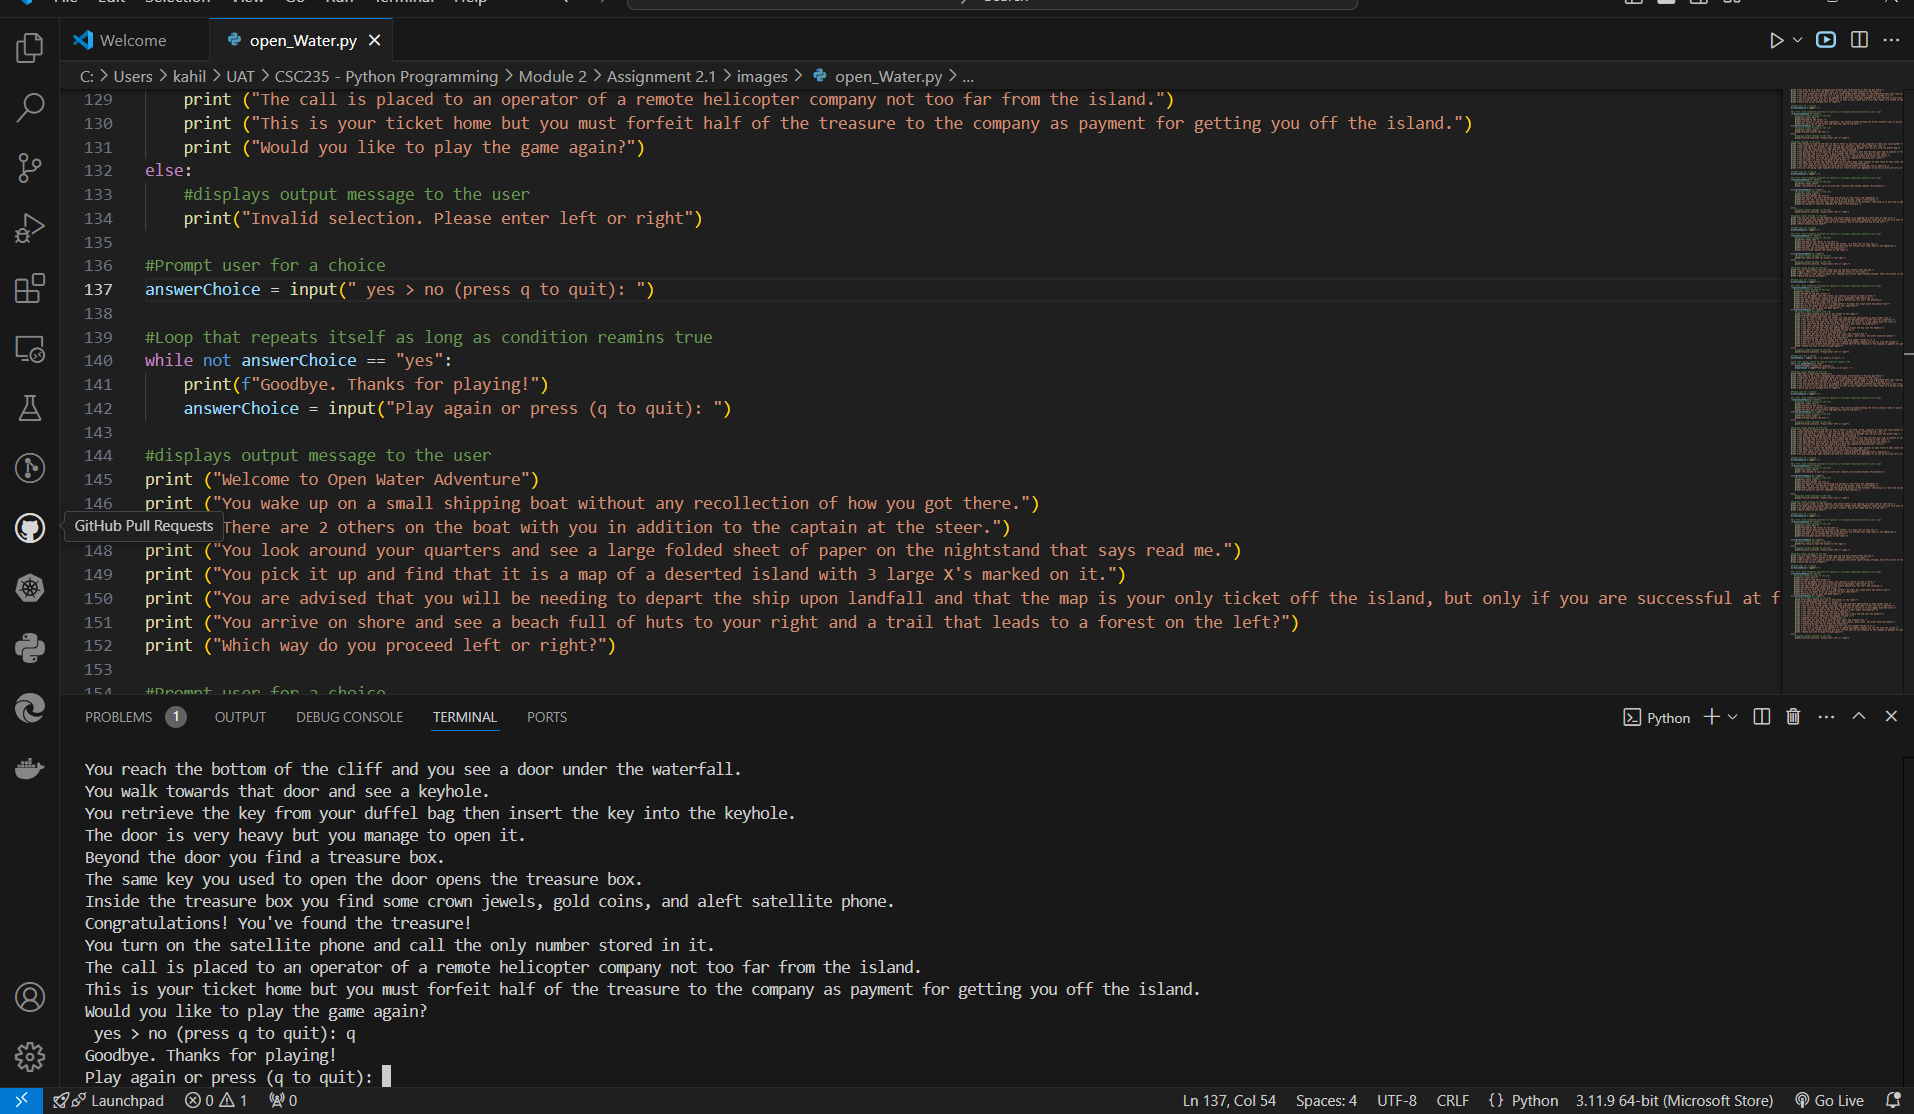 File Edit Selection View Go Run Terminal Help Search
Welcome open_Water.py
C: > Users > kahil > UAT > CSC235 - Python Programming > Module 2 > Assignment 2.1 > images > open_Water.py > ...
129 print ("The call is placed to an operator of a remote helicopter company not too far from the island.")
130 print ("This is your ticket home but you must forfeit half of the treasure to the company as payment for getting you off the island.")
131 print ("Would you like to play the game again?")
132 else:
133 #displays output message to the user
134 print("Invalid selection. Please enter left or right")
135
136 #Prompt user for a choice
137 answerChoice = input(" yes > no (press q to quit): ")
138
139 #Loop that repeats itself as long as condition reamins true
140 while not answerChoice == "yes":
141 print(f"Goodbye. Thanks for playing!")
142 answerChoice = input("Play again or press (q to quit): ")
143
144 #displays output message to the user
145 print ("Welcome to Open Water Adventure")
146 print ("You wake up on a small shipping boat without any recollection of how you got there.")
GitHub Pull Requests There are 2 others on the boat with you in addition to the captain at the steer.")
148 print ("You look around your quarters and see a large folded sheet of paper on the nightstand that says read me.")
149 print ("You pick it up and find that it is a map of a deserted island with 3 large X's marked on it.")
150 print ("You are advised that you will be needing to depart the ship upon landfall and that the map is your only ticket off the island, but only if you are successful at f
151 print ("You arrive on shore and see a beach full of huts to your right and a trail that leads to a forest on the left?")
152 print ("Which way do you proceed left or right?")
153
154 #Prompt user for a choice
PROBLEMS 1 OUTPUT DEBUG CONSOLE TERMINAL PORTS Python
You reach the bottom of the cliff and you see a door under the waterfall.
You walk towards that door and see a keyhole.
You retrieve the key from your duffel bag then insert the key into the keyhole.
The door is very heavy but you manage to open it.
Beyond the door you find a treasure box.
The same key you used to open the door opens the treasure box.
Inside the treasure box you find some crown jewels, gold coins, and aleft satellite phone.
Congratulations! You've found the treasure!
You turn on the satellite phone and call the only number stored in it.
The call is placed to an operator of a remote helicopter company not too far from the island.
This is your ticket home but you must forfeit half of the treasure to the company as payment for getting you off the island.
Would you like to play the game again?
yes > no (press q to quit): q
Goodbye. Thanks for playing!
Play again or press (q to quit):
Launchpad 0 1 0 Ln 137, Col 54 Spaces: 4 UTF-8 CRLF {} Python 3.11.9 64-bit (Microsoft Store) Go Live